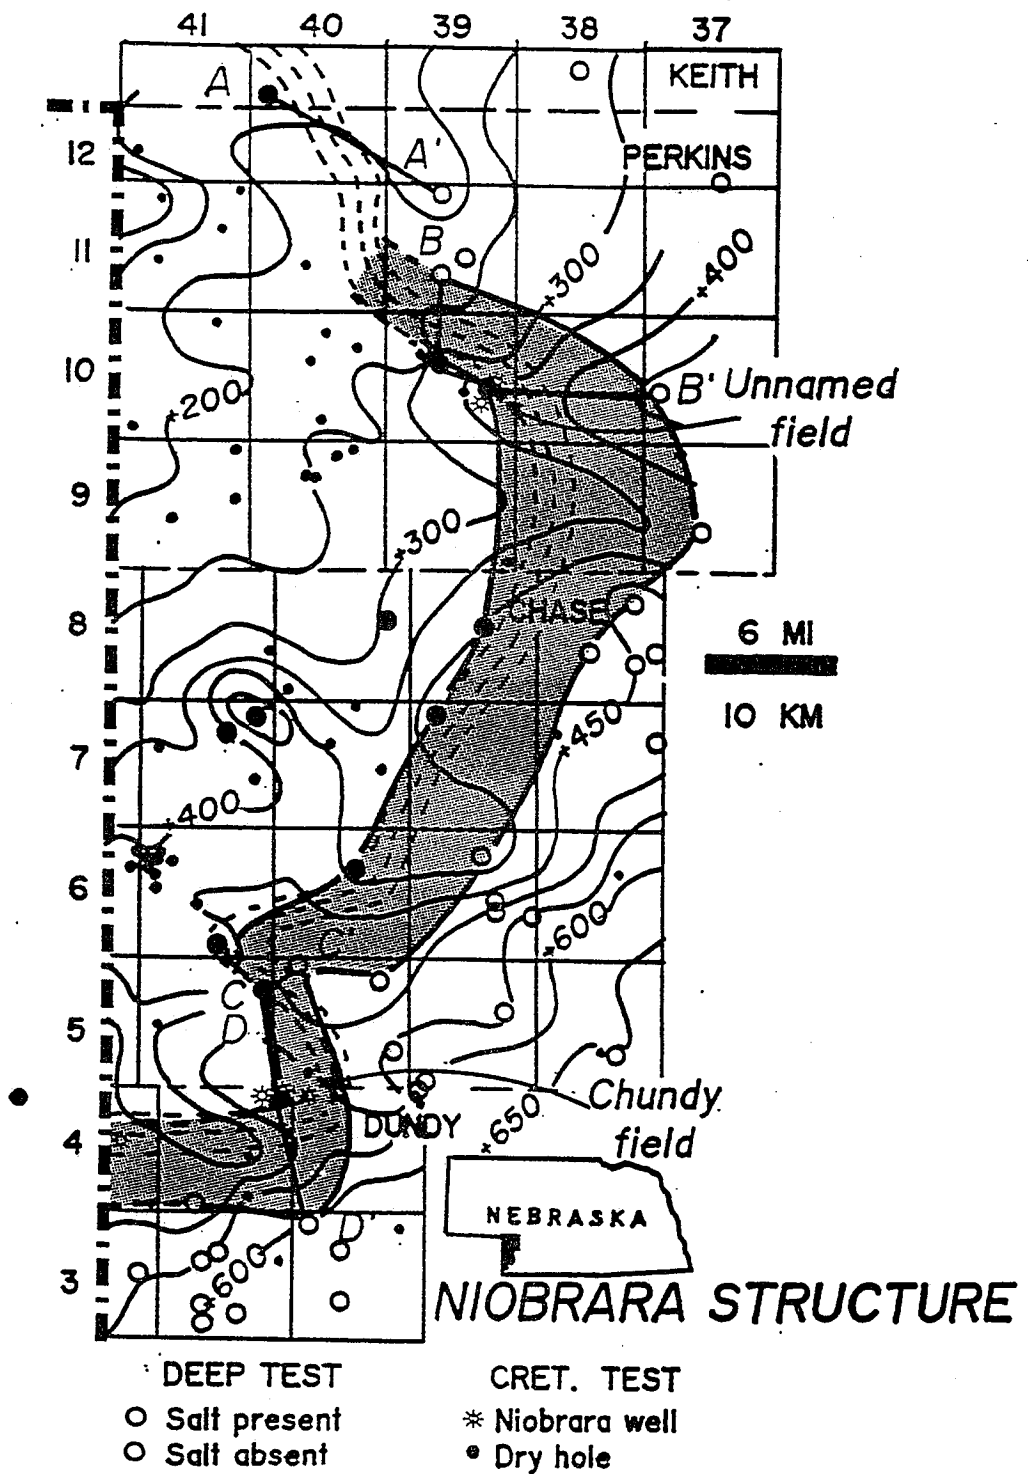 41 40 39 38 37
KEITH
A
12
A'
PERKINS
11
B
+300
+400
10
+200
B' Unnamed
field
9
+300
8
CHASE
6 MI
10 KM
7
+450
+400
6
+600
C'
C
5
D
Chundy
field
4
DUNDY
+650
NEBRASKA
D'
3
+600
NIOBRARA STRUCTURE
DEEP TEST
Salt present
Salt absent
CRET. TEST
Niobrara well
Dry hole